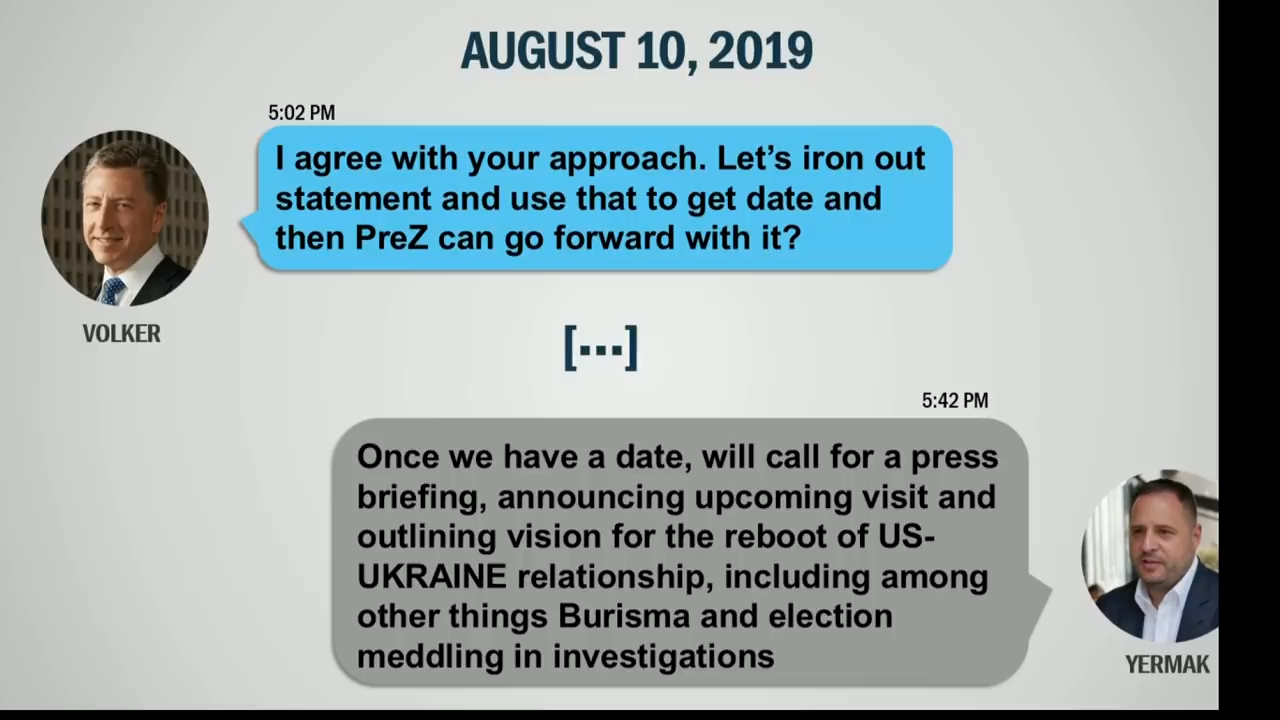 AUGUST 10, 2019
5:02 PM
I agree with your approach. Let’s iron out
statement and use that to get date and
then PreZ can go forward with it?
VOLKER
[...]
5:42 PM
Once we have a date, will call for a press
briefing, announcing upcoming visit and
outlining vision for the reboot of US-
UKRAINE relationship, including among
other things Burisma and election
meddling in investigations
YERMAK